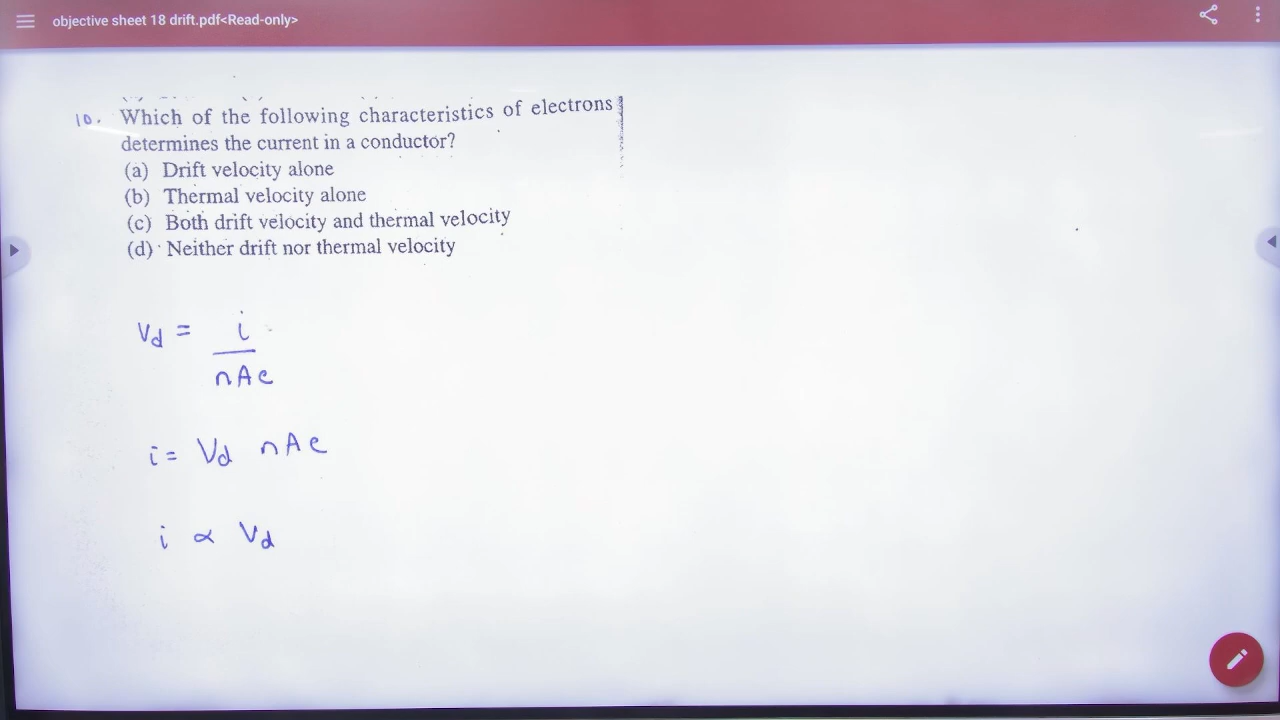 objective sheet 18 drift.pdf<Read-only>
10. Which of the following characteristics of electrons
determines the current in a conductor?
(a) Drift velocity alone
(b) Thermal velocity alone
(c) Both drift velocity and thermal velocity
(d) Neither drift nor thermal velocity
Vd = i
nAe
i = Vd nAe
i ∝ Vd